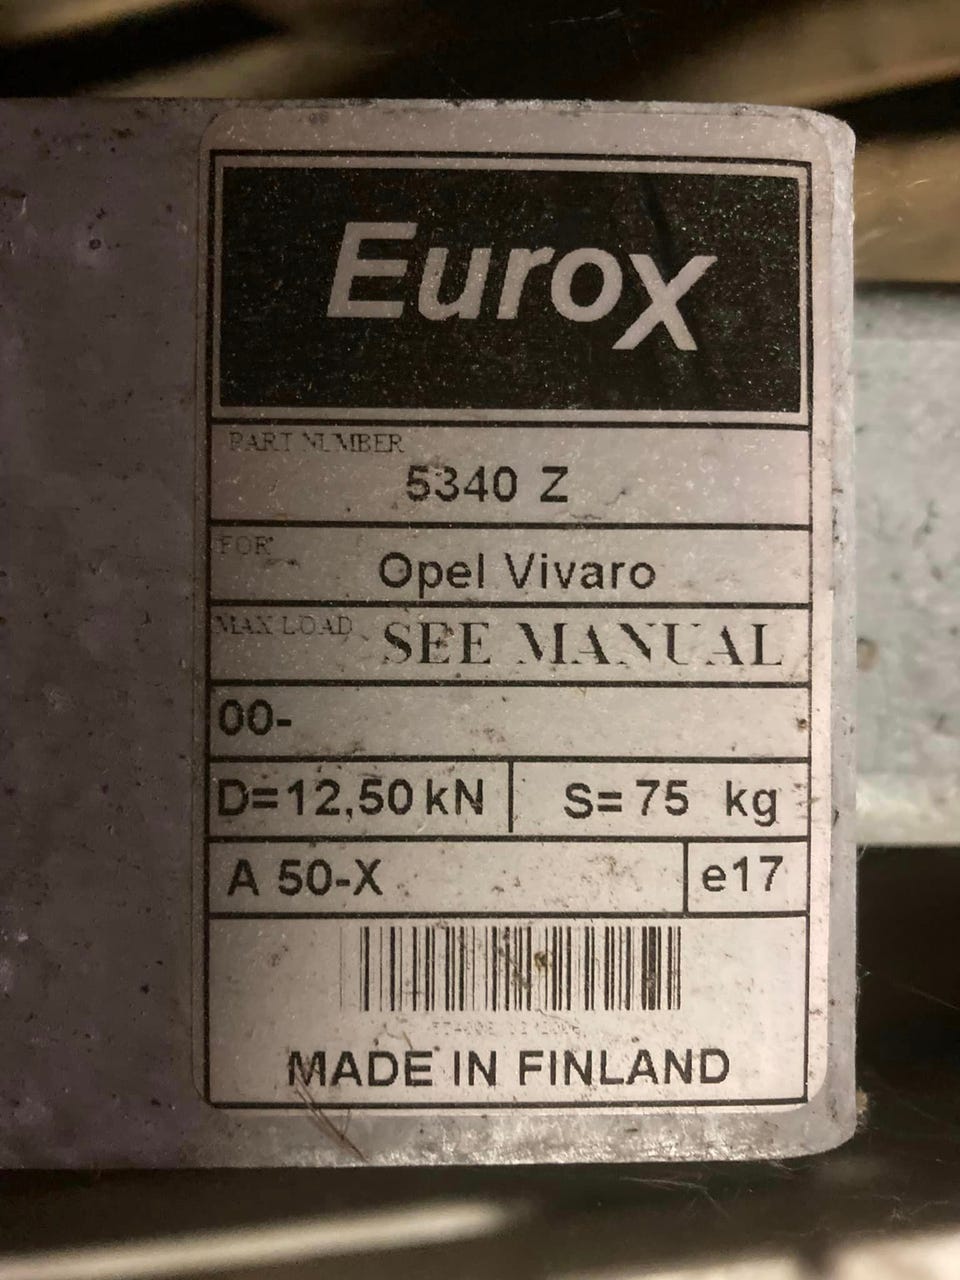 EuroX
PART NUMBER
5340 Z
FOR
Opel Vivaro
MAX LOAD SEE MANUAL
00-
D=12,50 kN S= 75 kg
A 50-X e17
MADE IN FINLAND